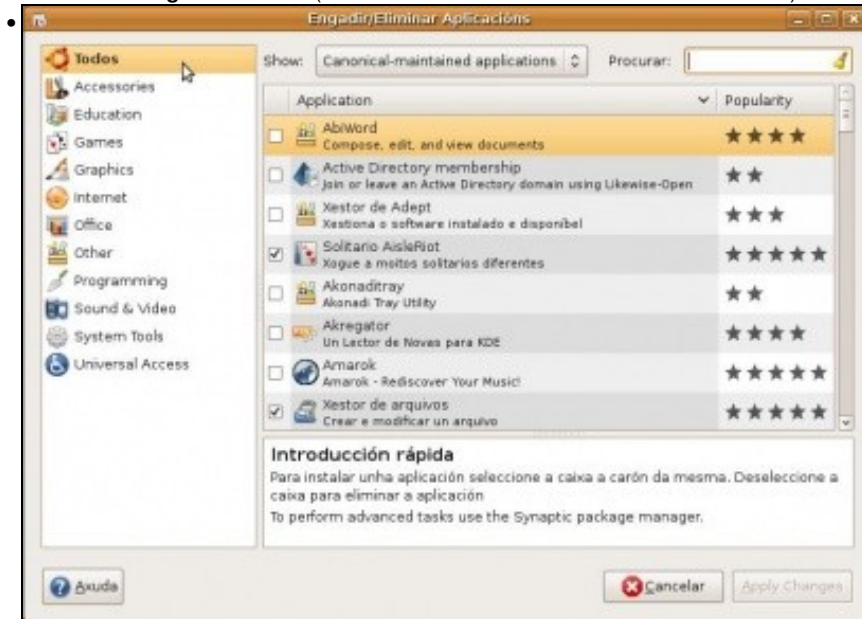 Engadir/Eliminar Aplicacións
Todos
Accessories
Education
Games
Graphics
Internet
Office
Other
Programming
Sound & Video
System Tools
Universal Access
Show: Canonical-maintained applications Procurar:
Application Popularity
AbiWord
Compose, edit, and view documents
Active Directory membership
Join or leave an Active Directory domain using Likewise-Open
Xestor de Adept
Xestiona o software instalado e disponíbel
Solitario AisleRiot
Xogue a moitos solitarios diferentes
Akonaditray
Akonadi Tray Utility
Akregator
Un Lector de Novas para KDE
Amarok
Amarok - Rediscover Your Music!
Xestor de arquivos
Crear e modificar un arquivo
Introducción rápida
Para instalar unha aplicación seleccione a caixa a carón da mesma. Deseleccione a
caixa para eliminar a aplicación
To perform advanced tasks use the Synaptic package manager.
Axuda
Cancelar
Apply Changes